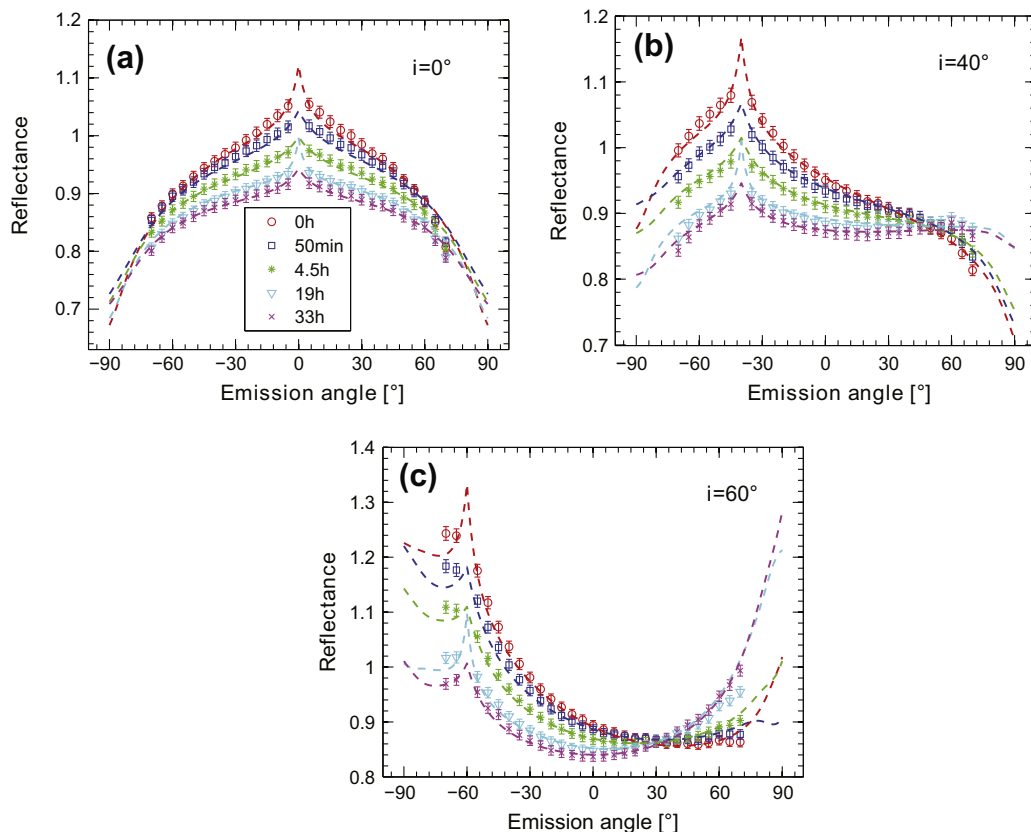 (a)
i=0°
1.2
1.1
1
0.9
0.8
0.7
Reflectance
0h
50min
4.5h
19h
33h
−90 −60 −30 0 30 60 90
Emission angle [°]
(b)
i=40°
1.2
1.1
1
0.9
0.8
0.7
Reflectance
−90 −60 −30 0 30 60 90
Emission angle [°]
(c)
i=60°
1.4
1.3
1.2
1.1
1
0.9
0.8
Reflectance
−90 −60 −30 0 30 60 90
Emission angle [°]